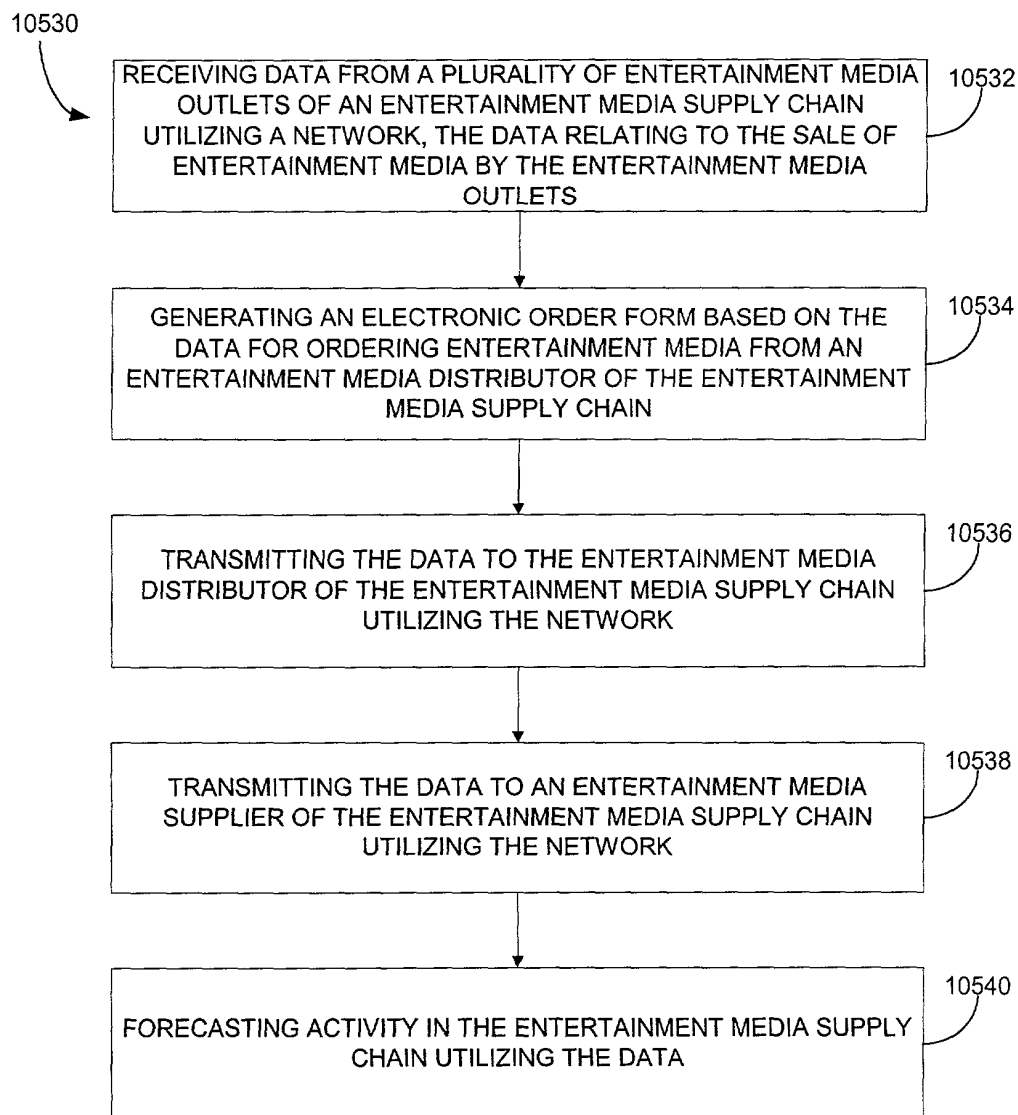 10530
RECEIVING DATA FROM A PLURALITY OF ENTERTAINMENT MEDIA
OUTLETS OF AN ENTERTAINMENT MEDIA SUPPLY CHAIN
UTILIZING A NETWORK, THE DATA RELATING TO THE SALE OF
ENTERTAINMENT MEDIA BY THE ENTERTAINMENT MEDIA
OUTLETS
10532
GENERATING AN ELECTRONIC ORDER FORM BASED ON THE
DATA FOR ORDERING ENTERTAINMENT MEDIA FROM AN
ENTERTAINMENT MEDIA DISTRIBUTOR OF THE ENTERTAINMENT
MEDIA SUPPLY CHAIN
10534
TRANSMITTING THE DATA TO THE ENTERTAINMENT MEDIA
DISTRIBUTOR OF THE ENTERTAINMENT MEDIA SUPPLY CHAIN
UTILIZING THE NETWORK
10536
TRANSMITTING THE DATA TO AN ENTERTAINMENT MEDIA
SUPPLIER OF THE ENTERTAINMENT MEDIA SUPPLY CHAIN
UTILIZING THE NETWORK
10538
FORECASTING ACTIVITY IN THE ENTERTAINMENT MEDIA SUPPLY
CHAIN UTILIZING THE DATA
10540